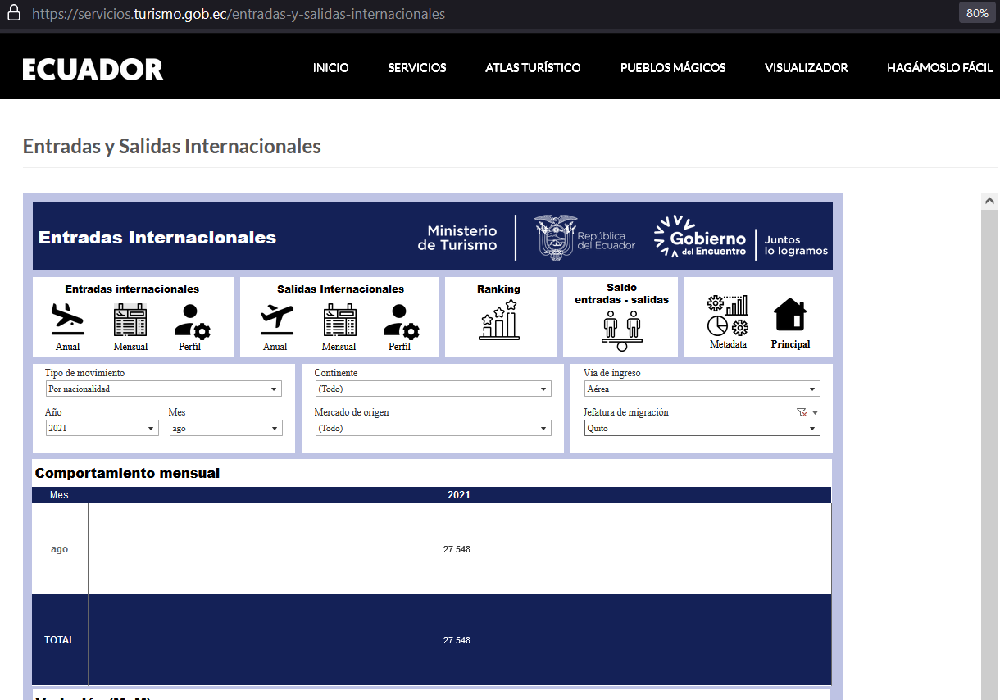 https://servicios.turismo.gob.ec/entradas-y-salidas-internacionales 80%
ECUADOR INICIO SERVICIOS ATLAS TURÍSTICO PUEBLOS MÁGICOS VISUALIZADOR HAGÁMOSLO FÁCIL
Entradas y Salidas Internacionales
Entradas Internacionales
Ministerio
de Turismo
República
del Ecuador
Gobierno
del Encuentro
Juntos
lo logramos
Entradas internacionales
Anual Mensual Perfil
Salidas Internacionales
Anual Mensual Perfil
Ranking
Saldo
entradas - salidas
Metadata Principal
Tipo de movimiento
Por nacionalidad
Año Mes
2021 ago
Continente
(Todo)
Mercado de origen
(Todo)
Vía de ingreso
Aérea
Jefatura de migración
Quito
Comportamiento mensual
Mes 2021
ago 27.548
TOTAL 27.548